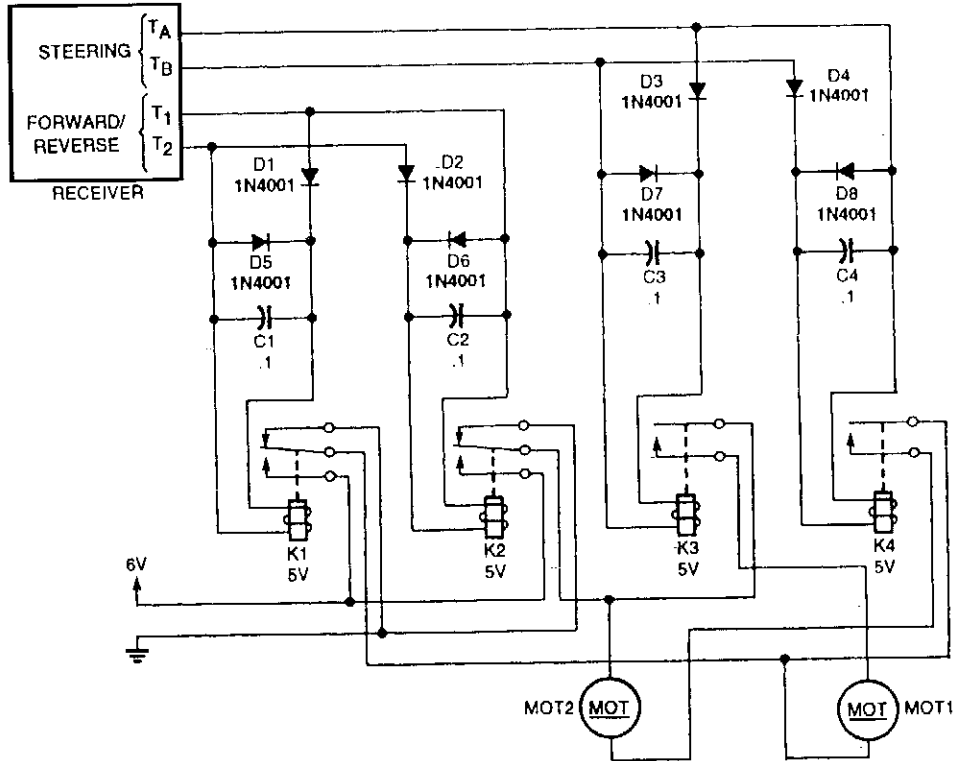 STEERING
TA
TB
FORWARD/
REVERSE
T1
T2
RECEIVER
D1
1N4001
D2
1N4001
D3
1N4001
D4
1N4001
D5
1N4001
D6
1N4001
D7
1N4001
D8
1N4001
C1
.1
C2
.1
C3
.1
C4
.1
K1
5V
K2
5V
K3
5V
K4
5V
6V
MOT2
MOT
MOT
MOT1